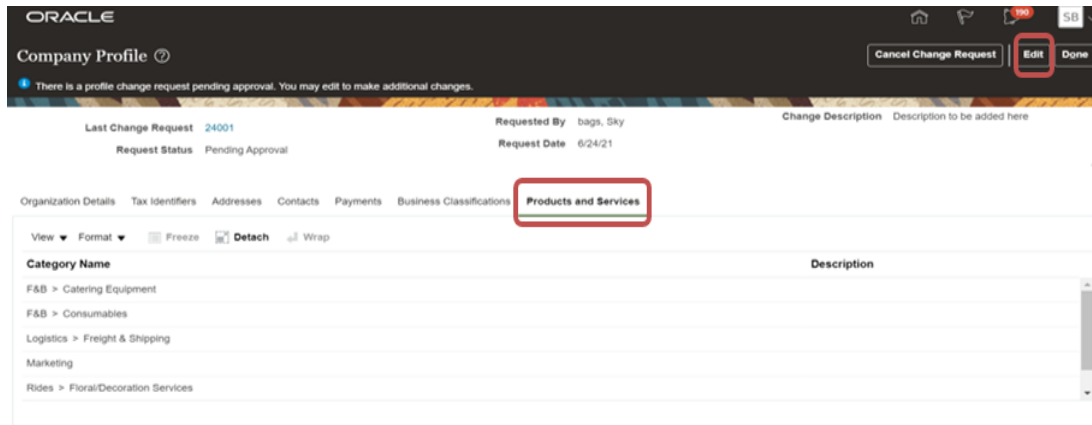 ORACLE
190
SB
Company Profile
Cancel Change Request
Edit
Done
There is a profile change request pending approval. You may edit to make additional changes.
Last Change Request 24001
Requested By bags, Sky
Change Description Description to be added here
Request Status Pending Approval
Request Date 6/24/21
Organization Details Tax Identifiers Addresses Contacts Payments Business Classifications Products and Services
View Format Freeze Detach Wrap
Category Name Description
F&B > Catering Equipment
F&B > Consumables
Logistics > Freight & Shipping
Marketing
Rides > Floral/Decoration Services